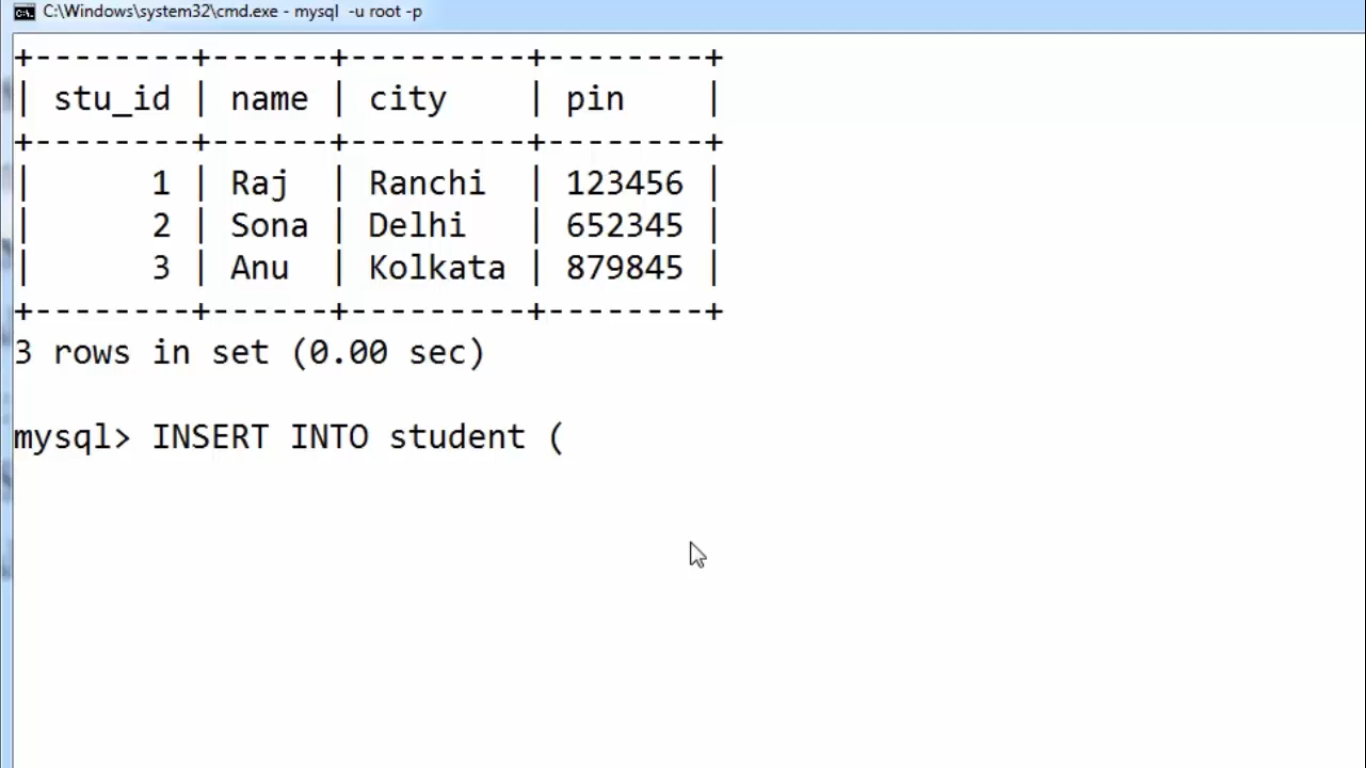 C:\Windows\system32\cmd.exe - mysql  -u root -p
+--------+------+---------+--------+
| stu_id | name | city    | pin    |
+--------+------+---------+--------+
|      1 | Raj  | Ranchi  | 123456 |
|      2 | Sona | Delhi   | 652345 |
|      3 | Anu  | Kolkata | 879845 |
+--------+------+---------+--------+
3 rows in set (0.00 sec)
mysql> INSERT INTO student (